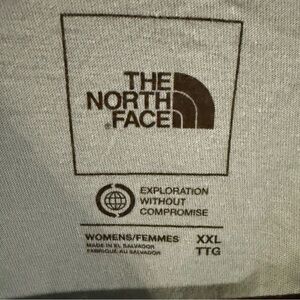 THE
NORTH
FACE
EXPLORATION
WITHOUT
COMPROMISE
WOMENS/FEMMES XXL
MADE IN EL SALVADOR TTG
FABRIQUÉ AU SALVADOR